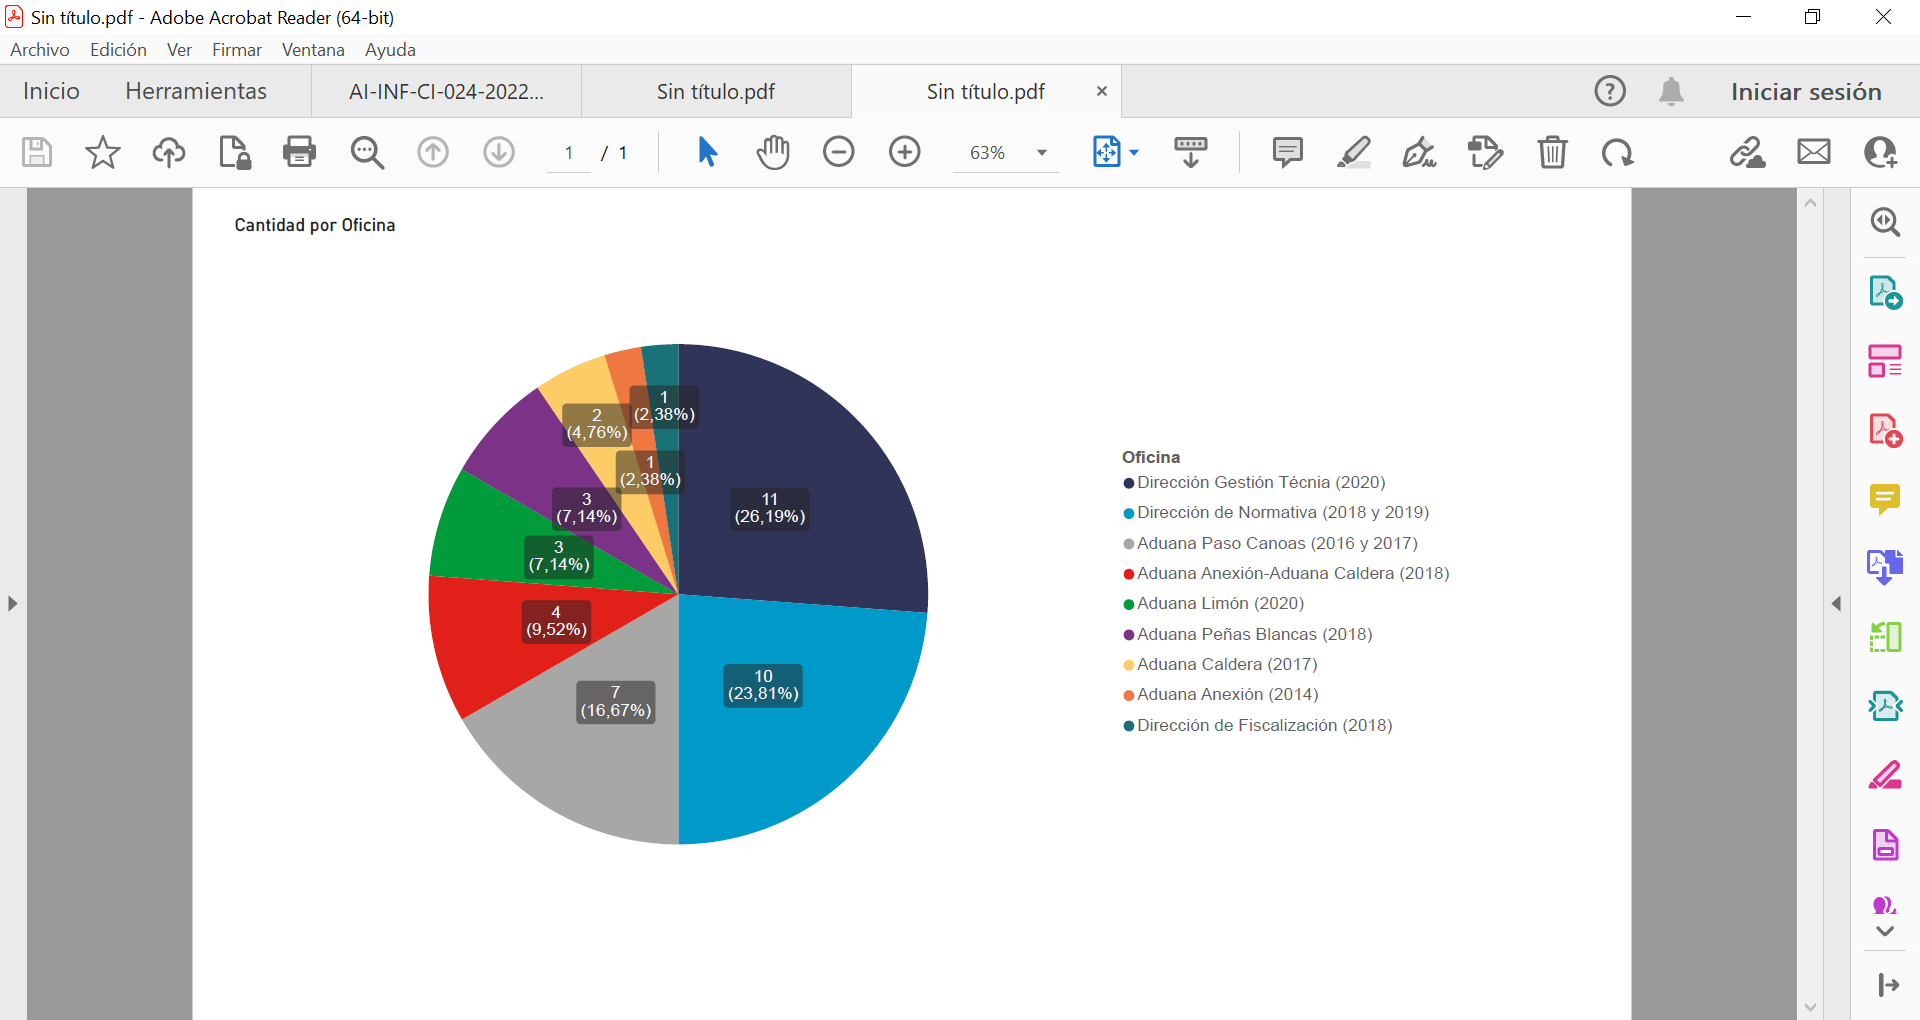 Sin título.pdf - Adobe Acrobat Reader (64-bit)
Archivo Edición Ver Firmar Ventana Ayuda
Inicio Herramientas AI-INF-CI-024-2022... Sin título.pdf Sin título.pdf × ? Iniciar sesión
1 / 1 63%
Cantidad por Oficina
1
(2,38%)
2
(4,76%)
1
(2,38%)
3
(7,14%)
11
(26,19%)
3
(7,14%)
4
(9,52%)
10
(23,81%)
7
(16,67%)
Oficina
Dirección Gestión Técnia (2020)
Dirección de Normativa (2018 y 2019)
Aduana Paso Canoas (2016 y 2017)
Aduana Anexión-Aduana Caldera (2018)
Aduana Limón (2020)
Aduana Peñas Blancas (2018)
Aduana Caldera (2017)
Aduana Anexión (2014)
Dirección de Fiscalización (2018)